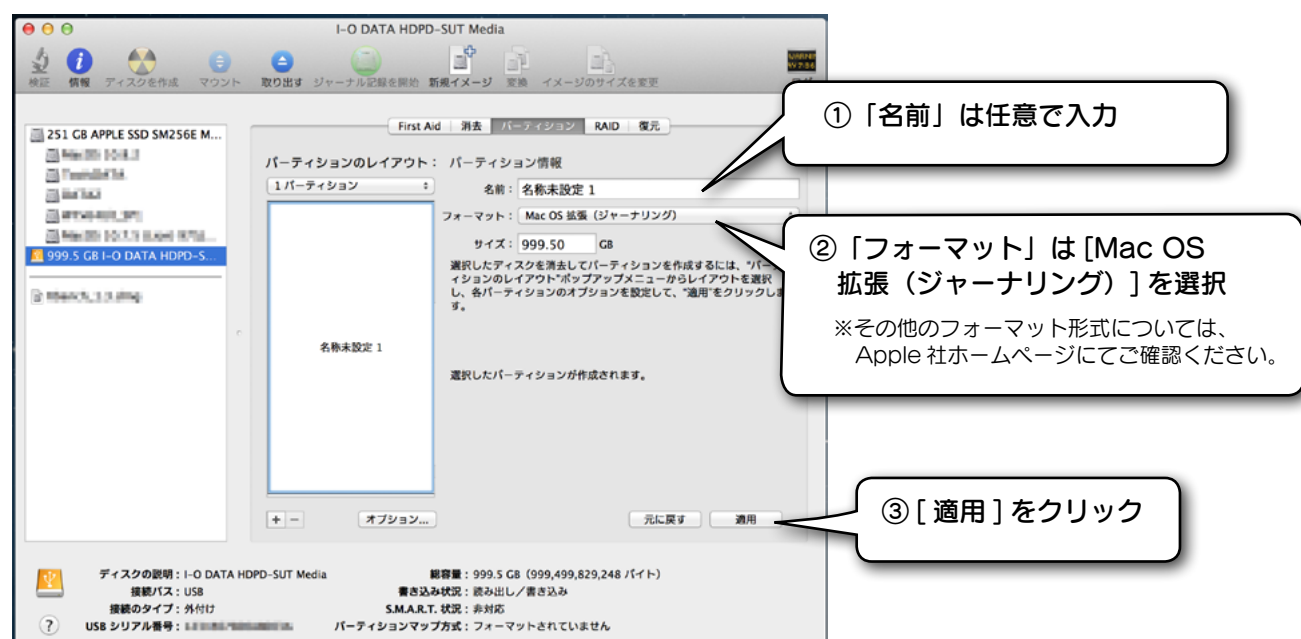 I-O DATA HDPD-SUT Media
検証 情報 ディスクを作成 マウント 取り出す ジャーナル記録を開始 新規イメージ 変換 イメージのサイズを変更
251 GB APPLE SSD SM256E M...
999.5 GB I-O DATA HDPD-S...
First Aid 消去 パーティション RAID 復元
パーティションのレイアウト： パーティション情報
1 パーティション
名前： 名称未設定 1
フォーマット： Mac OS 拡張（ジャーナリング）
サイズ： 999.50 GB
選択したディスクを消去してパーティションを作成するには、"パー
ィションのレイアウト"ポップアップメニューからレイアウトを選択
し、各パーティションのオプションを設定して、"適用"をクリックしま
す。
名称未設定 1
選択したパーティションが作成されます。
+ − オプション... 元に戻す 適用
ディスクの説明： I-O DATA HDPD-SUT Media
接続バス： USB
接続のタイプ： 外付け
USB シリアル番号：
総容量： 999.5 GB（999,499,829,248 バイト）
書き込み状況： 読み出し／書き込み
S.M.A.R.T. 状況： 非対応
パーティションマップ方式： フォーマットされていません
?
①「名前」は任意で入力
②「フォーマット」は [Mac OS
拡張（ジャーナリング）] を選択
※その他のフォーマット形式については、
Apple 社ホームページにてご確認ください。
③ [ 適用 ] をクリック